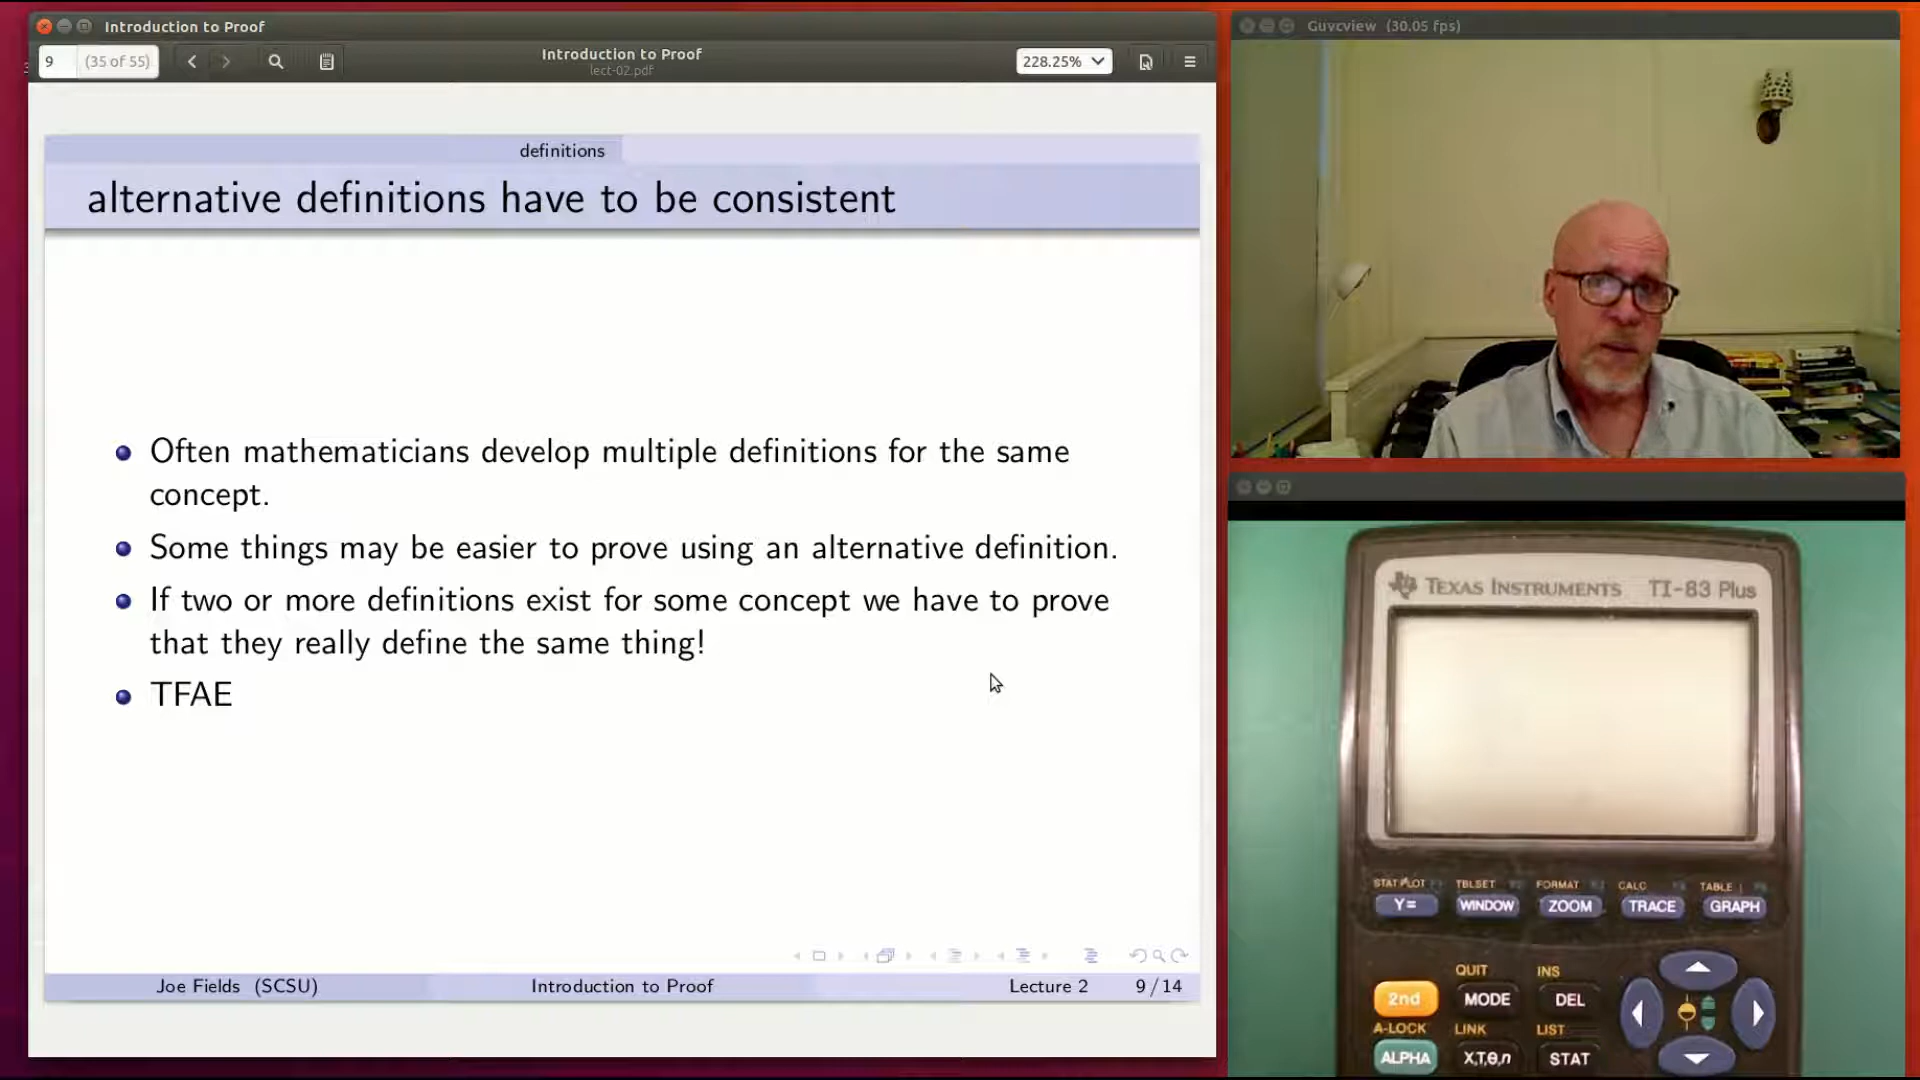 Introduction to Proof
9 (35 of 55)
Introduction to Proof
lect-02.pdf
228.25%
definitions
alternative definitions have to be consistent
Often mathematicians develop multiple definitions for the same
concept.
Some things may be easier to prove using an alternative definition.
If two or more definitions exist for some concept we have to prove
that they really define the same thing!
TFAE
Joe Fields (SCSU) Introduction to Proof Lecture 2 9 / 14
Guvcview (30.05 fps)
TEXAS INSTRUMENTS TI-83 Plus
STAT PLOT TBLSET FORMAT CALC TABLE
Y= WINDOW ZOOM TRACE GRAPH
QUIT INS
2nd MODE DEL
A-LOCK LINK LIST
ALPHA X,T,θ,n STAT